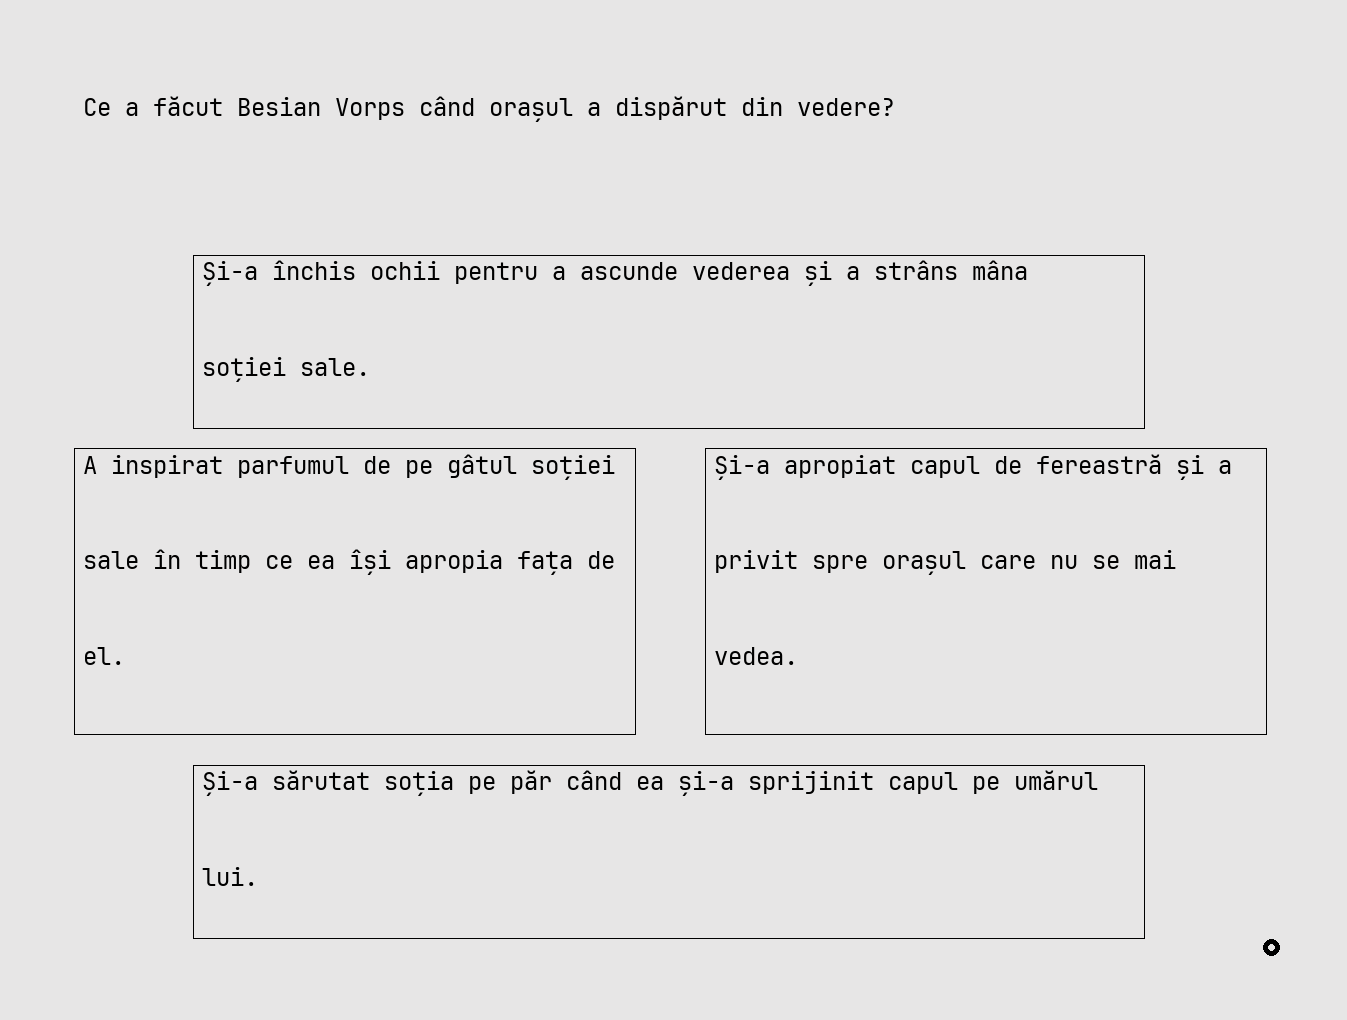 Ce a făcut Besian Vorps când orașul a dispărut din vedere?
Și-a închis ochii pentru a ascunde vederea și a strâns mâna
soției sale.
A inspirat parfumul de pe gâtul soției
sale în timp ce ea își apropia fața de
el.
Și-a apropiat capul de fereastră și a
privit spre orașul care nu se mai
vedea.
Și-a sărutat soția pe păr când ea și-a sprijinit capul pe umărul
lui.